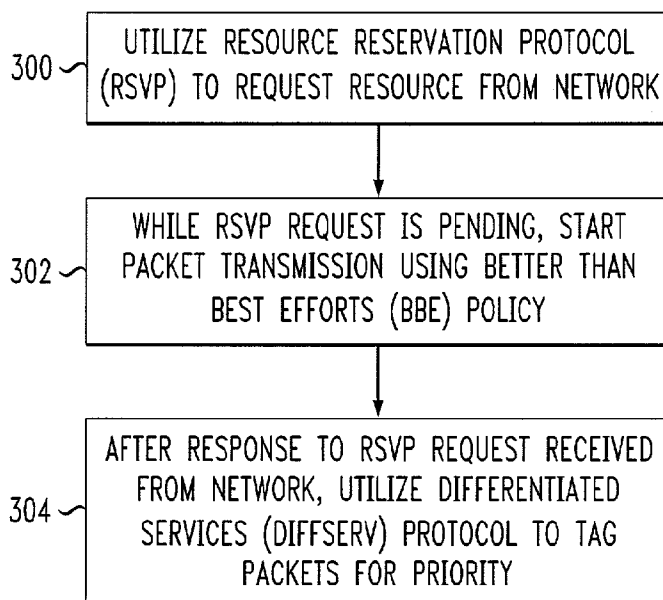 300
UTILIZE RESOURCE RESERVATION PROTOCOL
(RSVP) TO REQUEST RESOURCE FROM NETWORK
302
WHILE RSVP REQUEST IS PENDING, START
PACKET TRANSMISSION USING BETTER THAN
BEST EFFORTS (BBE) POLICY
304
AFTER RESPONSE TO RSVP REQUEST RECEIVED
FROM NETWORK, UTILIZE DIFFERENTIATED
SERVICES (DIFFSERV) PROTOCOL TO TAG
PACKETS FOR PRIORITY